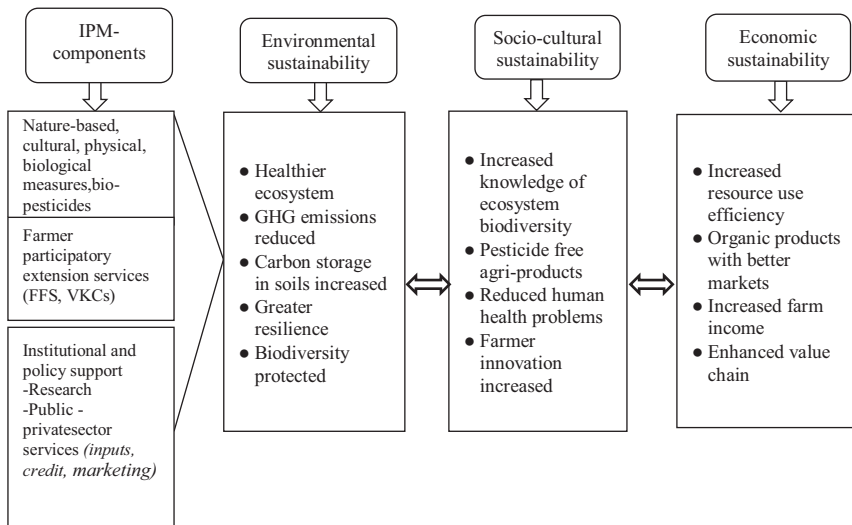 IPM-
components
Environmental
sustainability
Socio-cultural
sustainability
Economic
sustainability
Nature-based,
cultural, physical,
biological
measures,bio-
pesticides
Farmer
participatory
extension services
(FFS, VKCs)
Institutional and
policy support
-Research
-Public -
privatesector
services (inputs,
credit, marketing)
● Healthier
ecosystem
● GHG emissions
reduced
● Carbon storage
in soils increased
● Greater
resilience
● Biodiversity
protected
● Increased
knowledge of
ecosystem
biodiversity
● Pesticide free
agri-products
● Reduced human
health problems
● Farmer
innovation
increased
● Increased
resource use
efficiency
● Organic products
with better
markets
● Increased farm
income
● Enhanced value
chain